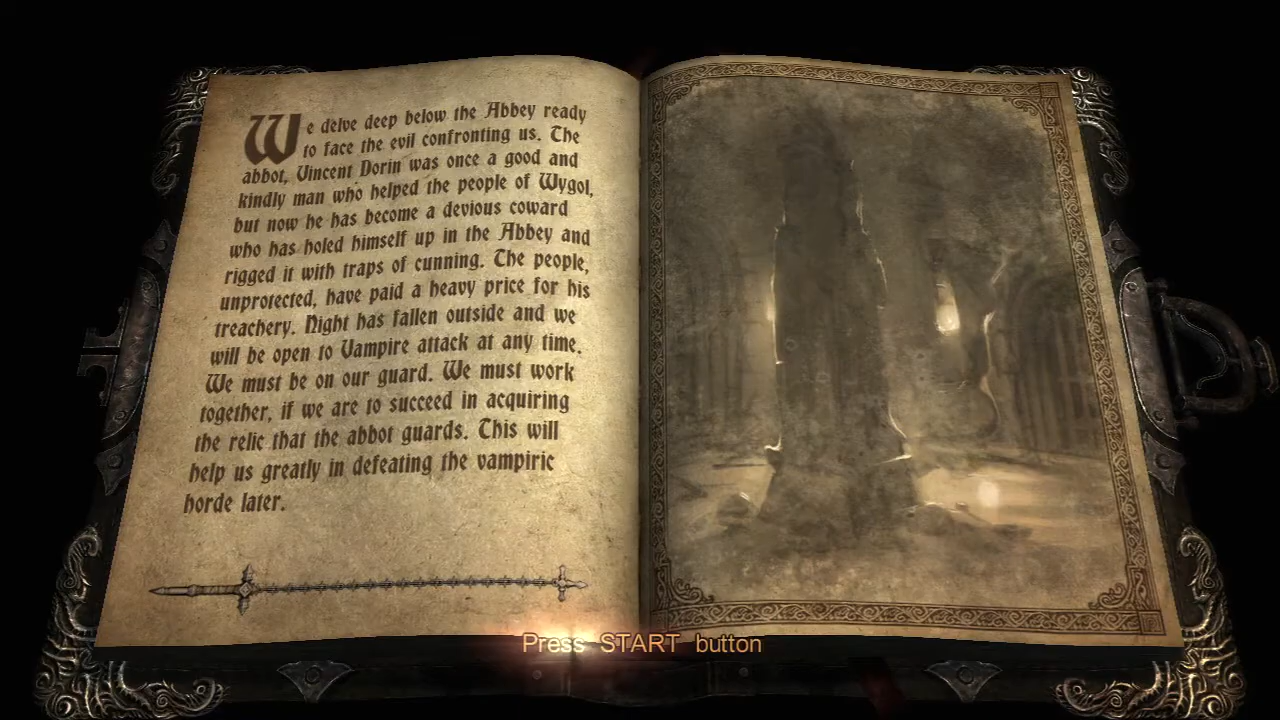 We delve deep below the Abbey ready
to face the evil confronting us. The
abbot, Vincent Dorin was once a good and
kindly man who helped the people of Wygol,
but now he has become a devious coward
who has holed himself up in the Abbey and
rigged it with traps of cunning. The people,
unprotected, have paid a heavy price for his
treachery. Night has fallen outside and we
will be open to Vampire attack at any time.
We must be on our guard. We must work
together, if we are to succeed in acquiring
the relic that the abbot guards. This will
help us greatly in defeating the vampiric
horde later.
Press START button